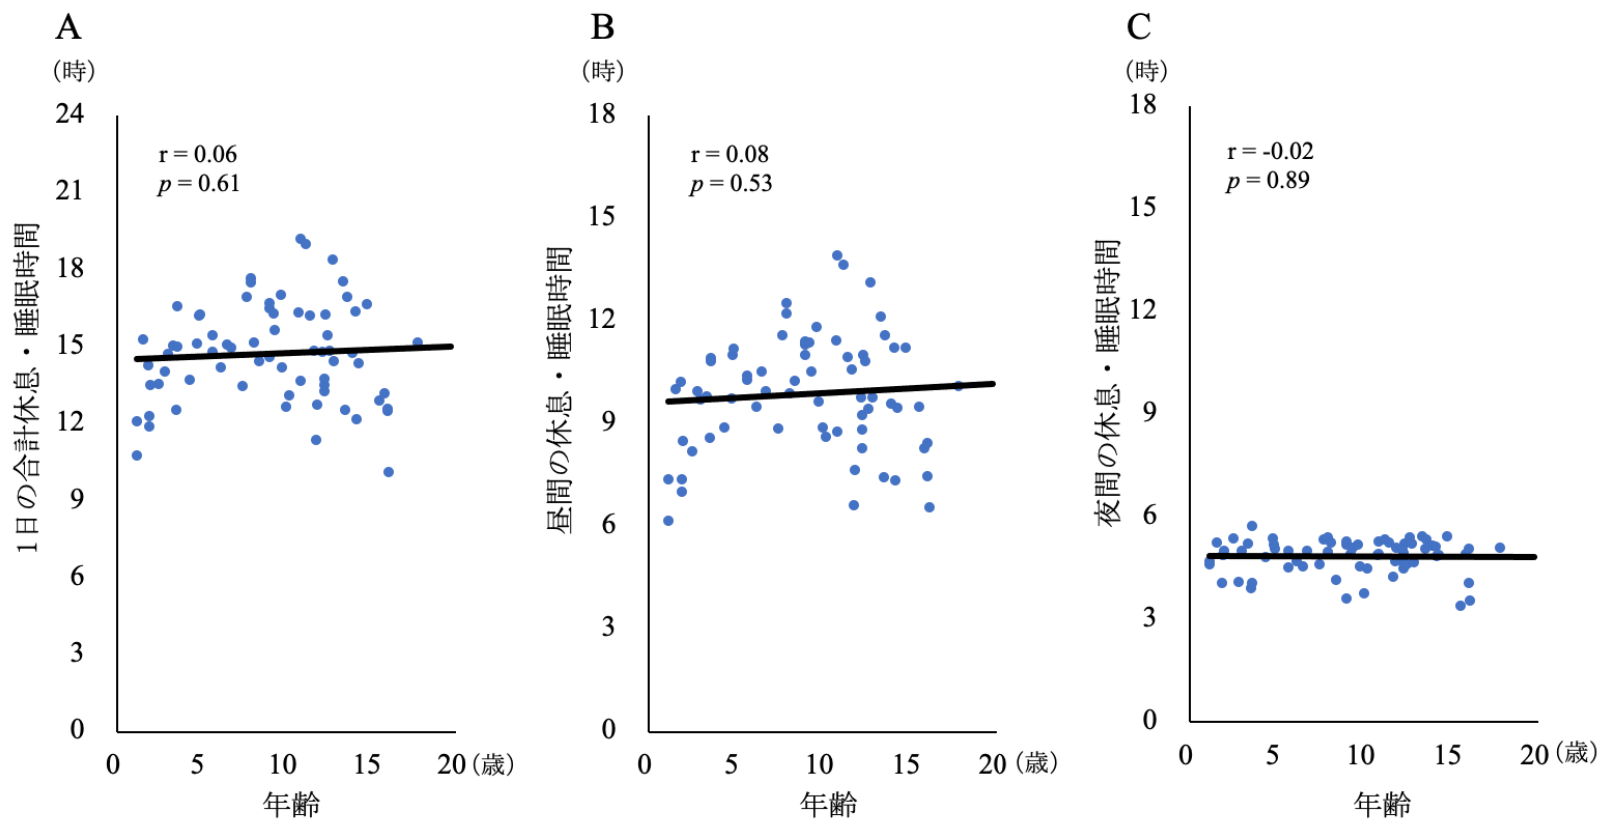 A
(時)
24
21
18
15
12
9
6
3
0
r = 0.06
p = 0.61
1日の合計休息・睡眠時間
0 5 10 15 20 (歳)
年齢
B
(時)
18
15
12
9
6
3
0
r = 0.08
p = 0.53
昼間の休息・睡眠時間
0 5 10 15 20 (歳)
年齢
C
(時)
18
15
12
9
6
3
0
r = -0.02
p = 0.89
夜間の休息・睡眠時間
0 5 10 15 20 (歳)
年齢